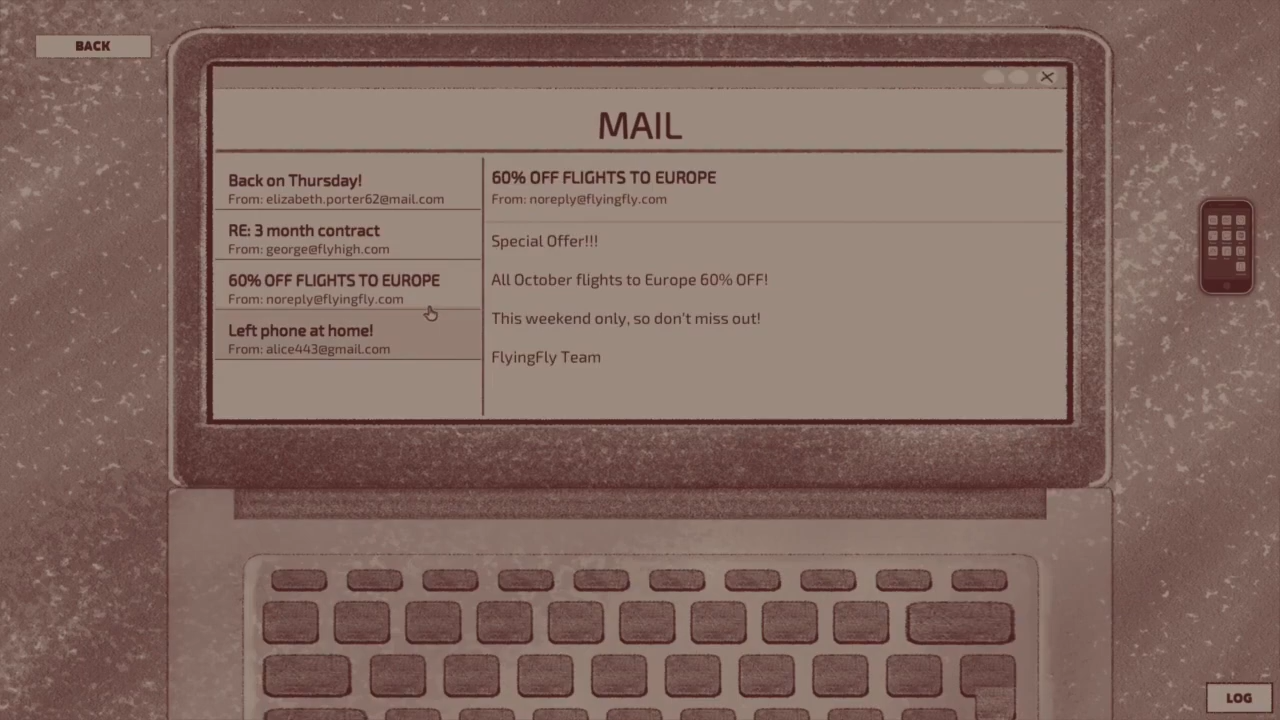 BACK
MAIL
Back on Thursday!
From: elizabeth.porter62@mail.com
RE: 3 month contract
From: george@flyhigh.com
60% OFF FLIGHTS TO EUROPE
From: noreply@flyingfly.com
Left phone at home!
From: alice443@gmail.com
60% OFF FLIGHTS TO EUROPE
From: noreply@flyingfly.com
Special Offer!!!
All October flights to Europe 60% OFF!
This weekend only, so don't miss out!
FlyingFly Team
LOG